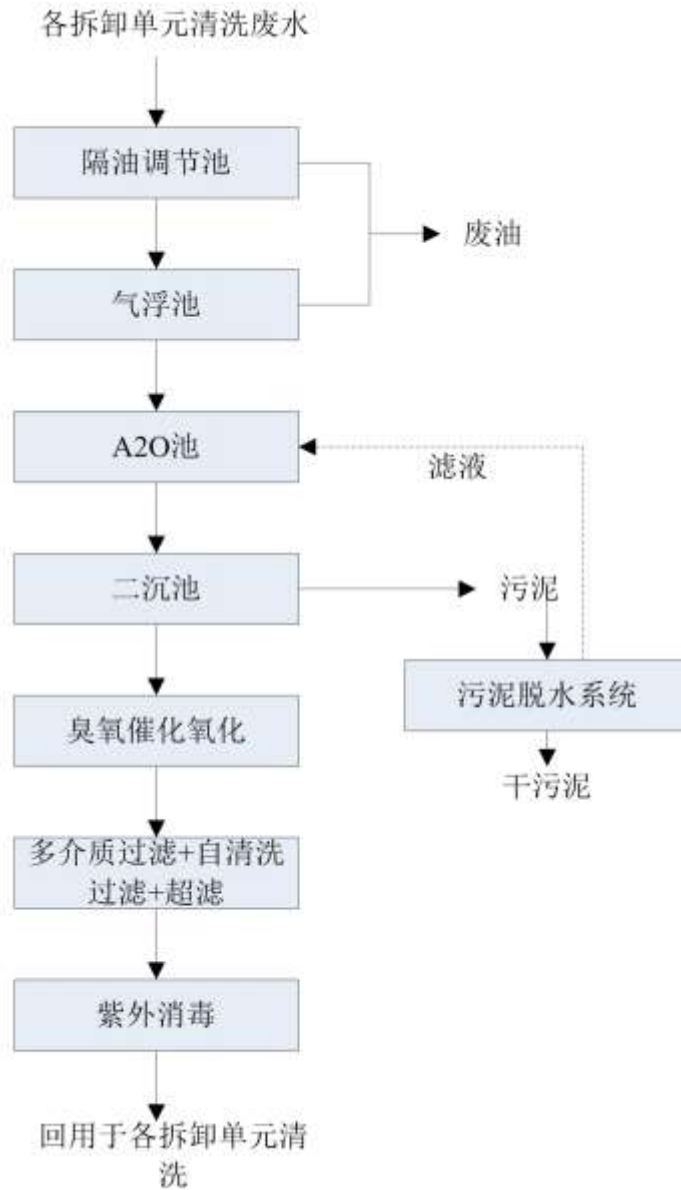 各拆卸单元清洗废水
隔油调节池
废油
气浮池
A2O池
滤液
二沉池
污泥
污泥脱水系统
臭氧催化氧化
干污泥
多介质过滤+自清洗
过滤+超滤
紫外消毒
回用于各拆卸单元清
洗